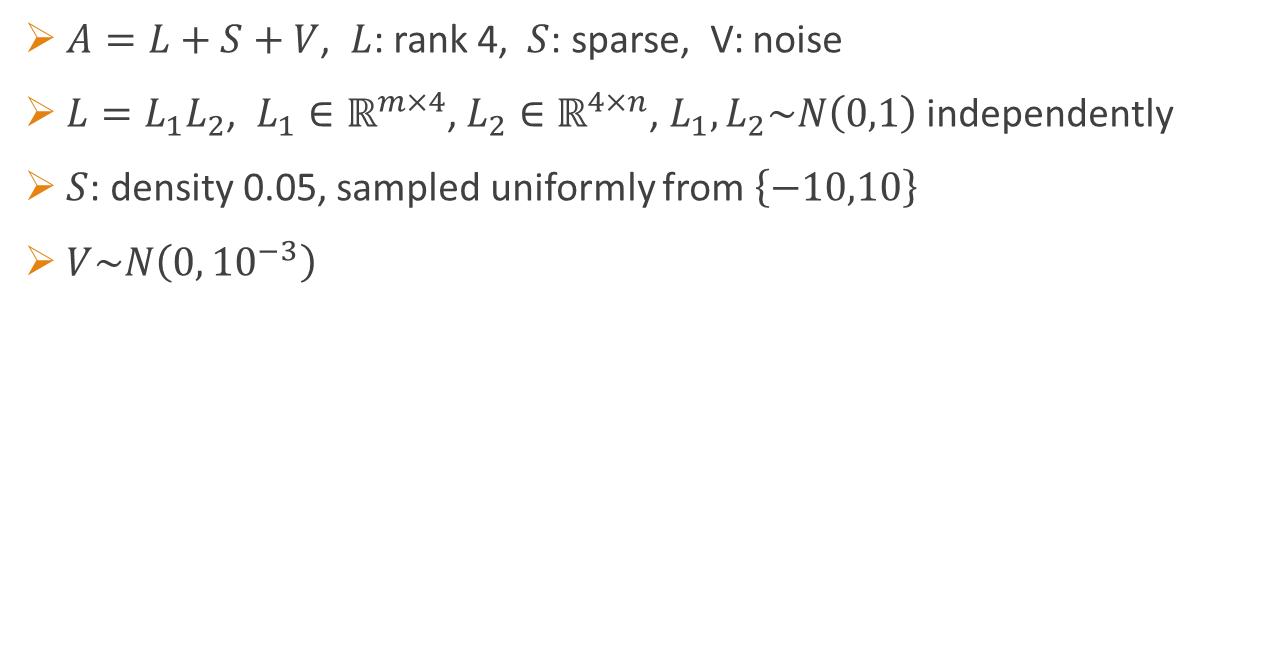 ➢ A = L + S + V, L: rank 4, S: sparse, V: noise
➢ L = L₁L₂, L₁ ∈ ℝ^{m×4}, L₂ ∈ ℝ^{4×n}, L₁, L₂~N(0,1) independently
➢ S: density 0.05, sampled uniformly from {−10,10}
➢ V~N(0, 10⁻³)